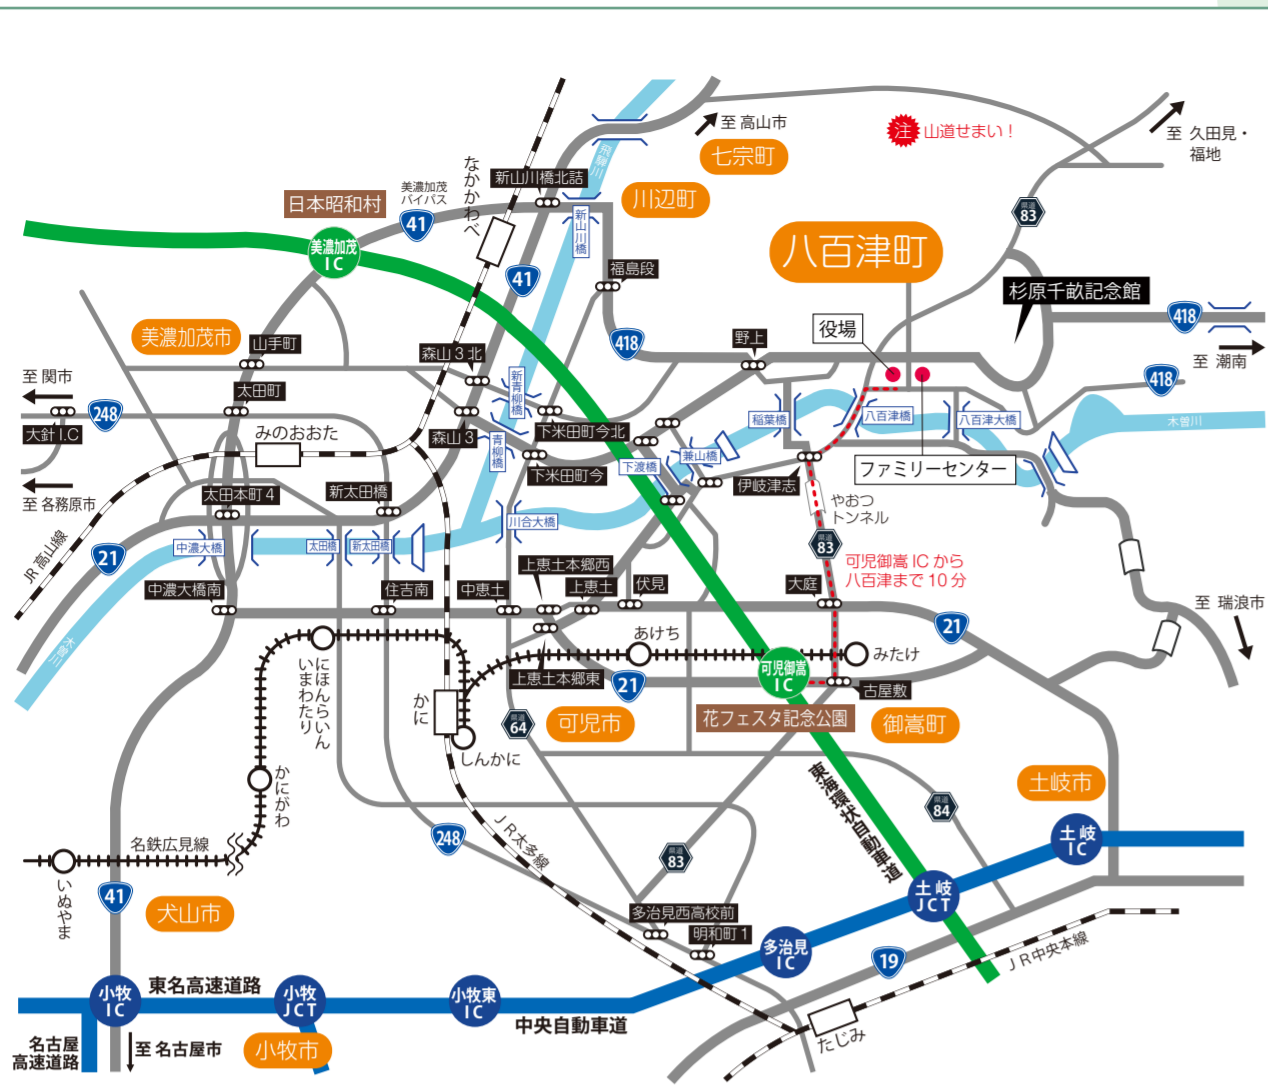 至 高山市
注 山道せまい！
至 久田見・
福地
七宗町
飛騨川
新山川橋北詰
なかかわべ
美濃加茂
バイパス
日本昭和村
41
川辺町
新山川橋
県道
83
八百津町
美濃加茂
IC
41
福島段
杉原千畝記念館
418
至 潮南
役場
野上
418
美濃加茂市
山手町
森山３北
至 関市
248
大針I.C
太田町
新青柳橋
418
木曽川
みのおおた
森山３
青柳橋
下米田町今北
下米田町今
下渡橋
兼山橋
稲葉橋
八百津橋
八百津大橋
ファミリーセンター
伊岐津志
やおつ
トンネル
至 各務原市
太田本町４
新太田橋
JR高山線
21
中濃大橋
太田橋
新太田橋
川合大橋
県道
83
可児御嵩 IC から
八百津まで 10 分
中濃大橋南
住吉南
中恵土
上恵土本郷西
上恵土
伏見
大庭
至 瑞浪市
21
木曽川
にほんらいん
いまわたり
あけち
みたけ
可児御嵩
IC
古屋敷
上恵土本郷東
21
かに
県道
64
可児市
花フェスタ記念公園
御嵩町
しんかに
かにがわ
東海環状自動車道
土岐市
県道
84
土岐
IC
名鉄広見線
いぬやま
248
ＪＲ太多線
県道
83
41
犬山市
土岐
JCT
多治見西高校前
明和町１
多治見
IC
19
ＪＲ中央本線
小牧
IC
東名高速道路
小牧
JCT
小牧東
IC
中央自動車道
たじみ
名古屋
高速道路
至 名古屋市
小牧市